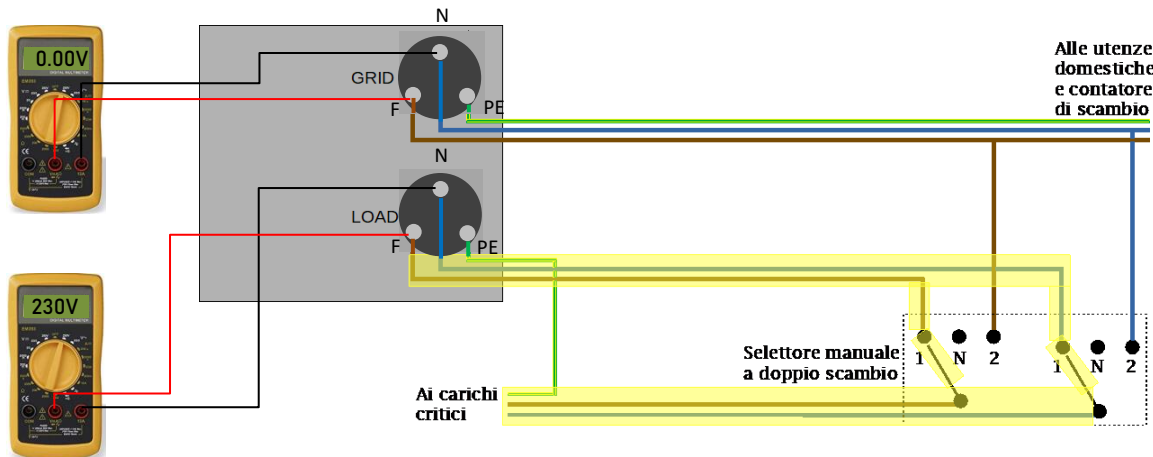 N
0.00V
GRID
F
PE
Alle utenze
domestiche
e contatore
di scambio
N
LOAD
F
PE
230V
1 N 2
1 N 2
Selettore manuale
a doppio scambio
Ai carichi
critici